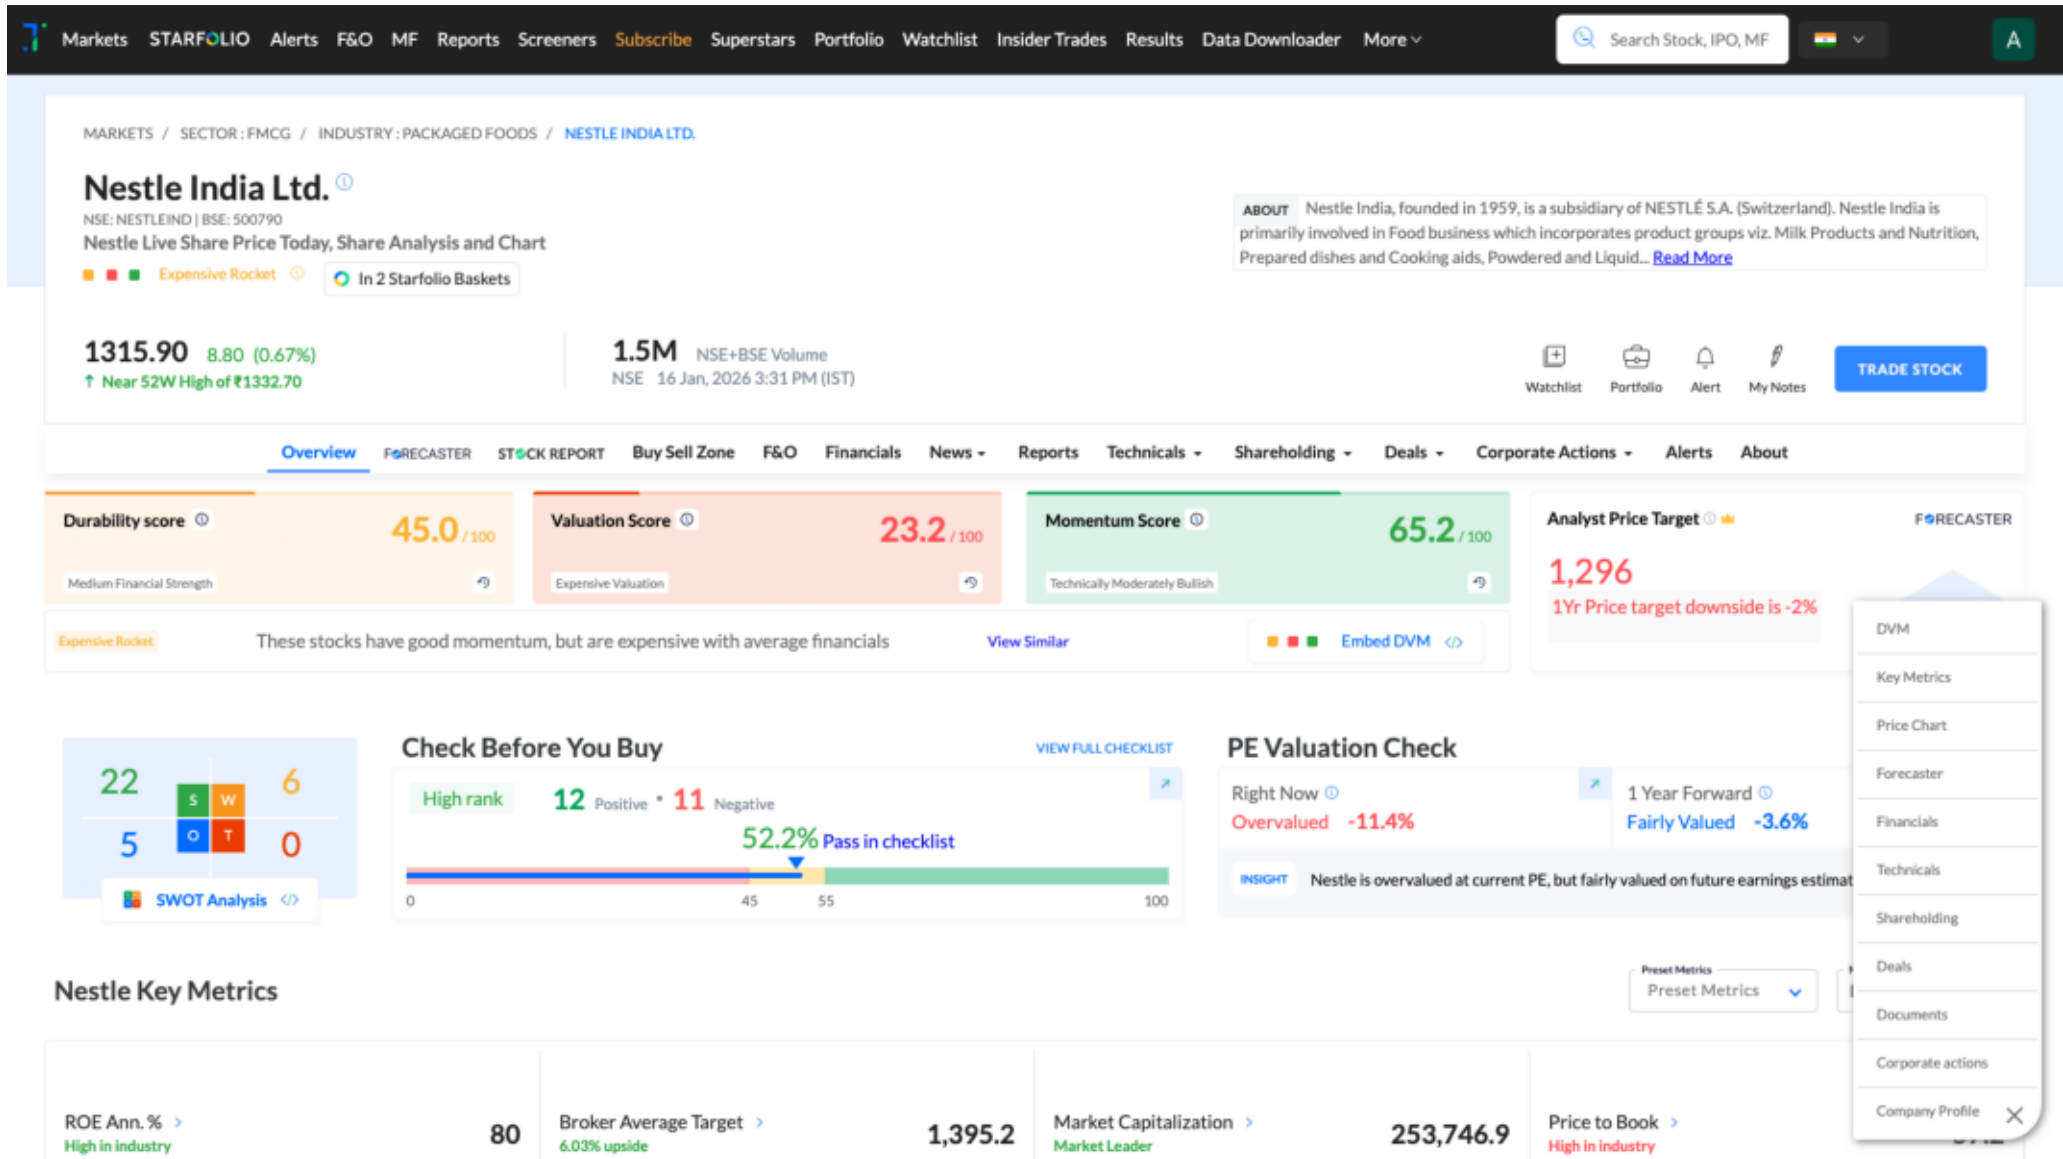 Markets STARFOLIO Alerts F&O MF Reports Screeners Subscribe Superstars Portfolio Watchlist Insider Trades Results Data Downloader More Search Stock, IPO, MF A
MARKETS / SECTOR : FMCG / INDUSTRY : PACKAGED FOODS / NESTLE INDIA LTD.
Nestle India Ltd.
NSE: NESTLEIND | BSE: 500790
Nestle Live Share Price Today, Share Analysis and Chart
Expensive Rocket In 2 Starfolio Baskets
ABOUT Nestle India, founded in 1959, is a subsidiary of NESTLÉ S.A. (Switzerland). Nestle India is
primarily involved in Food business which incorporates product groups viz. Milk Products and Nutrition,
Prepared dishes and Cooking aids, Powdered and Liquid... Read More
1315.90 8.80 (0.67%)
↑ Near 52W High of ₹1332.70
1.5M NSE+BSE Volume
NSE 16 Jan, 2026 3:31 PM (IST)
Watchlist Portfolio Alert My Notes TRADE STOCK
Overview FORECASTER STOCK REPORT Buy Sell Zone F&O Financials News Reports Technicals Shareholding Deals Corporate Actions Alerts About
Durability score 45.0 / 100
Medium Financial Strength
Valuation Score 23.2 / 100
Expensive Valuation
Momentum Score 65.2 / 100
Technically Moderately Bullish
Analyst Price Target FORECASTER
1,296
1Yr Price target downside is -2%
Expensive Rocket These stocks have good momentum, but are expensive with average financials View Similar Embed DVM </>
22 S W 6
5 O T 0
SWOT Analysis </>
Check Before You Buy VIEW FULL CHECKLIST
High rank 12 Positive • 11 Negative
52.2% Pass in checklist
0 45 55 100
PE Valuation Check
Right Now
Overvalued -11.4%
1 Year Forward
Fairly Valued -3.6%
INSIGHT Nestle is overvalued at current PE, but fairly valued on future earnings estimat
Nestle Key Metrics
Preset Metrics
Preset Metrics
ROE Ann. % 80
High in industry
Broker Average Target 1,395.2
6.03% upside
Market Capitalization 253,746.9
Market Leader
Price to Book
High in industry
DVM
Key Metrics
Price Chart
Forecaster
Financials
Technicals
Shareholding
Deals
Documents
Corporate actions
Company Profile